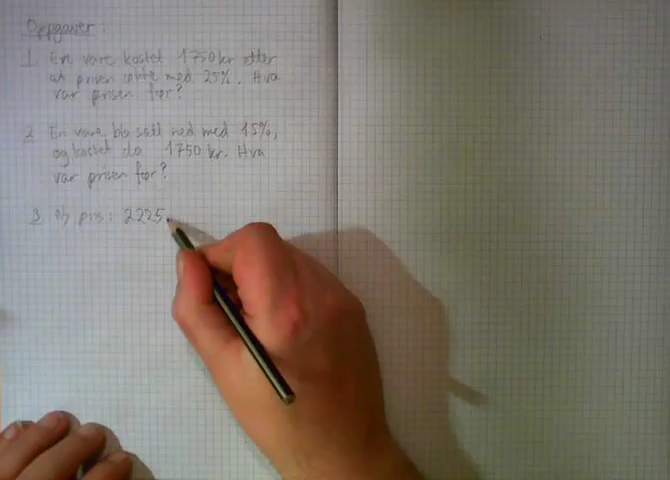 Oppgaver:
1. En vare kostet 1750 kr etter
at prisen økte med 25%. Hva
var prisen før?
2. En vare ble satt ned med 15%,
og kostet da 1750 kr. Hva
var prisen før?
3. Ny pris: 2225